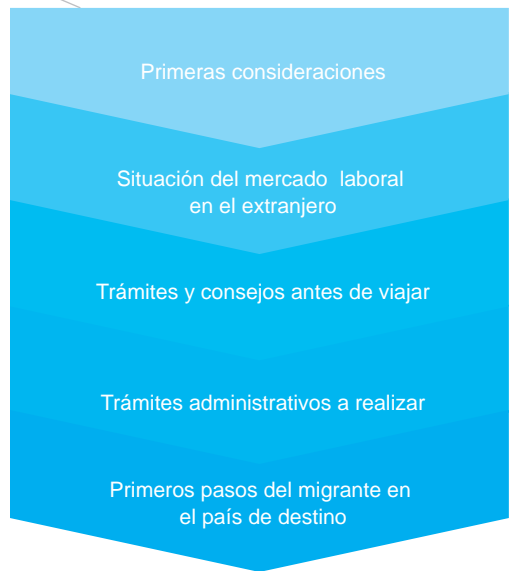 Primeras consideraciones
Situación del mercado laboral
en el extranjero
Trámites y consejos antes de viajar
Trámites administrativos a realizar
Primeros pasos del migrante en
el país de destino